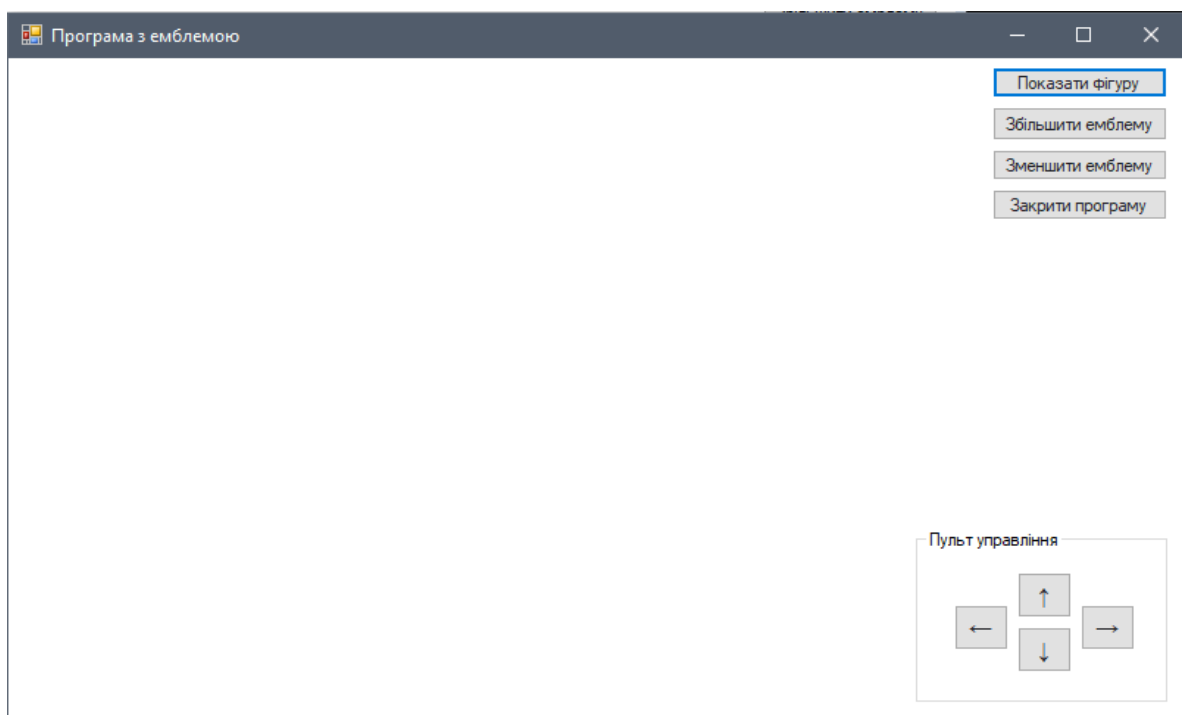 Програма з емблемою
Показати фігуру
Збільшити емблему
Зменшити емблему
Закрити програму
Пульт управління
↑
← →
↓